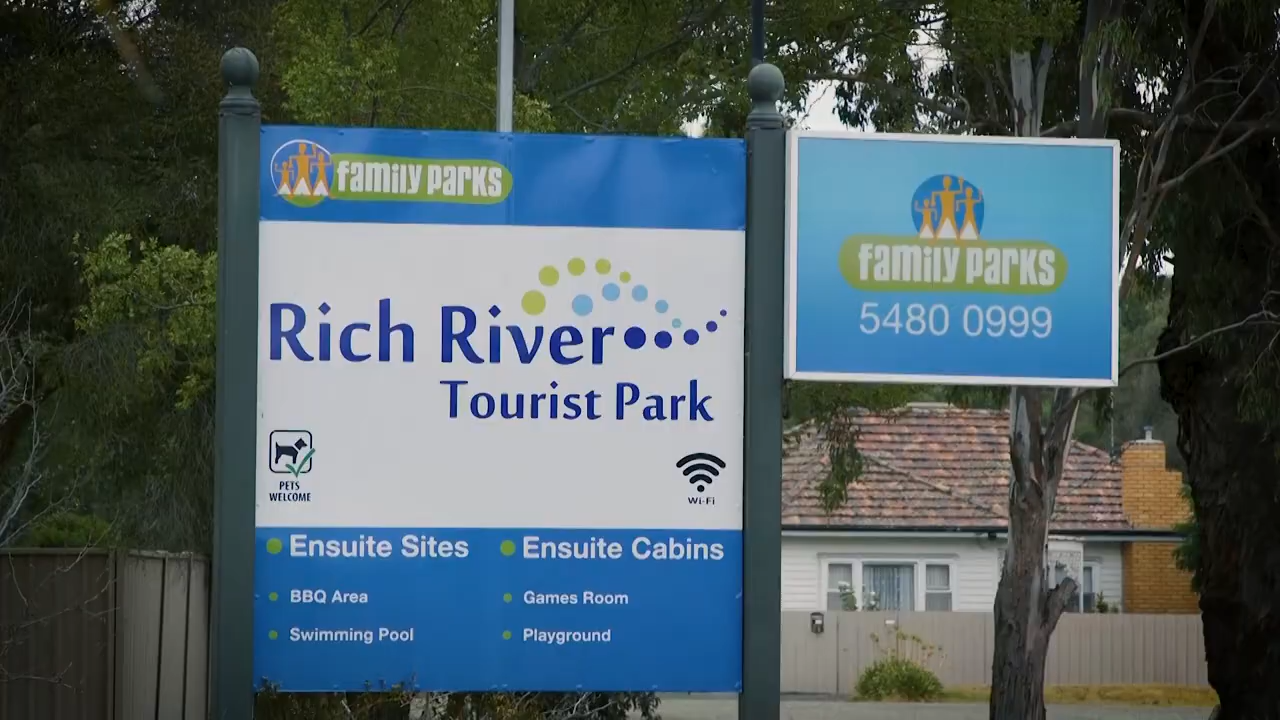 family parks
Rich River
Tourist Park
PETS
WELCOME
Wi-Fi
Ensuite Sites
Ensuite Cabins
BBQ Area
Games Room
Swimming Pool
Playground
family parks
5480 0999